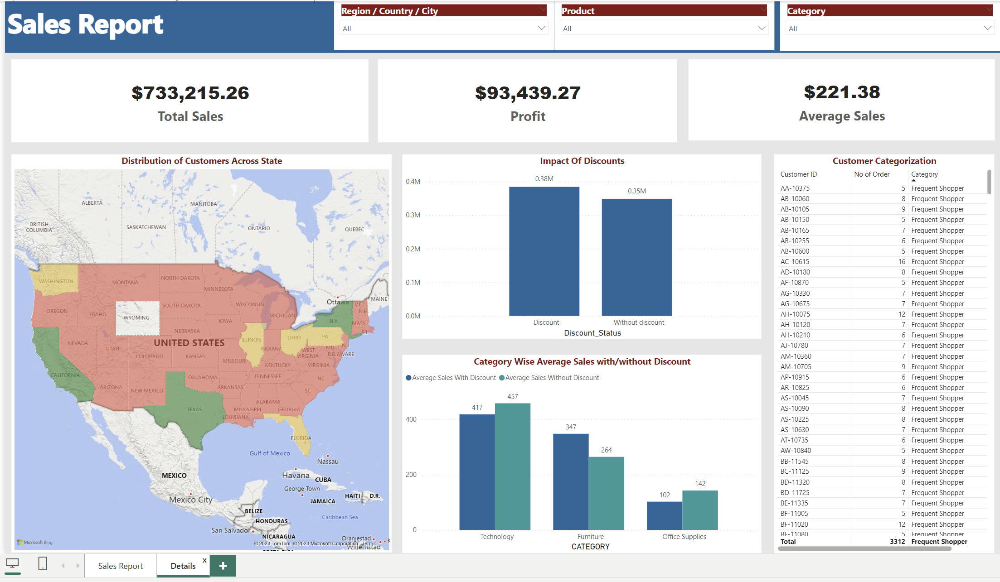 Sales Report
Region / Country / City
All
Product
All
Category
All
$733,215.26
Total Sales
$93,439.27
Profit
$221.38
Average Sales
Distribution of Customers Across State
ALBERTA
MANITOBA
BRITISH
COLUMBIA
SASKATCHEWAN
ONTARIO
QUEBEC
WASHINGTON
MONTANA
NORTH DAKOTA
MINNESOTA
Ottawa
MAINE
OREGON
IDAHO
WYOMING
SOUTH DAKOTA
WISCONSIN
MICHIGAN
VT.
N.H.
IOWA
N.Y.
MASS.
R.I.
NEBRASKA
NEVADA
UTAH
UNITED STATES
ILLINOIS
OHIO
PA
INDIANA
WEST
VIRGINIA
MD
N.J.
DELAWARE
COLORADO
KANSAS
MISSOURI
KENTUCKY
VIRGINIA
CALIFORNIA
OKLAHOMA
TENNESSEE
NC
ARIZONA
NEW MEXICO
ARKANSAS
SC
ALABAMA
TEXAS
MISSISSIPPI
GEORGIA
LOUISIANA
FLORIDA
Gulf of Mexico
Nassau
MEXICO
Havana
CUBA
George Town
Mexico City
JAMAICA
HAITI
D.R.
BELIZE
Caribbean Sea
HONDURAS
San Salvador
NICARAGUA
Oranjestad
Willemstad
Microsoft Bing
© 2023 TomTom, © 2023 Microsoft Corporation Terms
Impact Of Discounts
0.4M
0.3M
0.2M
0.1M
0.0M
0.38M
0.35M
Discount
Without discount
Discount_Status
Category Wise Average Sales with/without Discount
Average Sales With Discount
Average Sales Without Discount
400
200
0
417
457
347
264
102
142
Technology
Furniture
Office Supplies
CATEGORY
Customer Categorization
Customer ID No of Order Category
AA-10375 5 Frequent Shopper
AB-10060 8 Frequent Shopper
AB-10105 9 Frequent Shopper
AB-10150 5 Frequent Shopper
AB-10165 7 Frequent Shopper
AB-10255 6 Frequent Shopper
AB-10600 5 Frequent Shopper
AC-10615 16 Frequent Shopper
AD-10180 8 Frequent Shopper
AF-10870 5 Frequent Shopper
AG-10330 7 Frequent Shopper
AG-10675 7 Frequent Shopper
AH-10075 12 Frequent Shopper
AH-10120 7 Frequent Shopper
AH-10210 6 Frequent Shopper
AJ-10780 7 Frequent Shopper
AM-10360 7 Frequent Shopper
AM-10705 9 Frequent Shopper
AP-10915 6 Frequent Shopper
AR-10825 6 Frequent Shopper
AS-10045 7 Frequent Shopper
AS-10090 8 Frequent Shopper
AS-10225 8 Frequent Shopper
AS-10630 7 Frequent Shopper
AT-10735 6 Frequent Shopper
AW-10840 5 Frequent Shopper
BB-11545 8 Frequent Shopper
BC-11125 9 Frequent Shopper
BD-11320 8 Frequent Shopper
BD-11725 7 Frequent Shopper
BE-11335 7 Frequent Shopper
BF-11005 5 Frequent Shopper
BF-11020 12 Frequent Shopper
BF-11080 5 Frequent Shopper
Total 3312 Frequent Shopper
Sales Report
Details
x
+